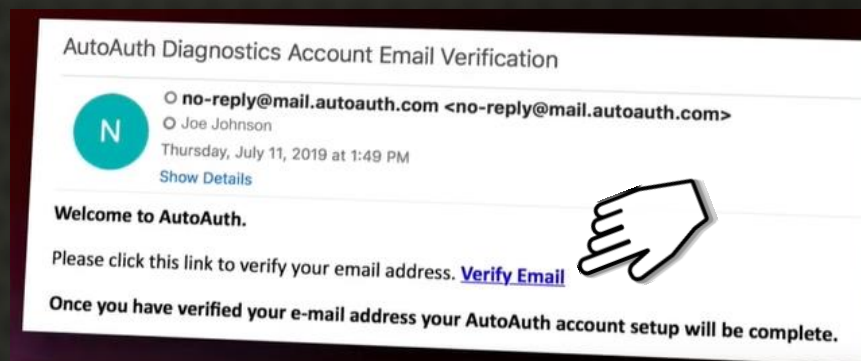 AutoAuth Diagnostics Account Email Verification
no-reply@mail.autoauth.com <no-reply@mail.autoauth.com>
N
Joe Johnson
Thursday, July 11, 2019 at 1:49 PM
Show Details
Welcome to AutoAuth.
Please click this link to verify your email address. Verify Email
Once you have verified your e-mail address your AutoAuth account setup will be complete.